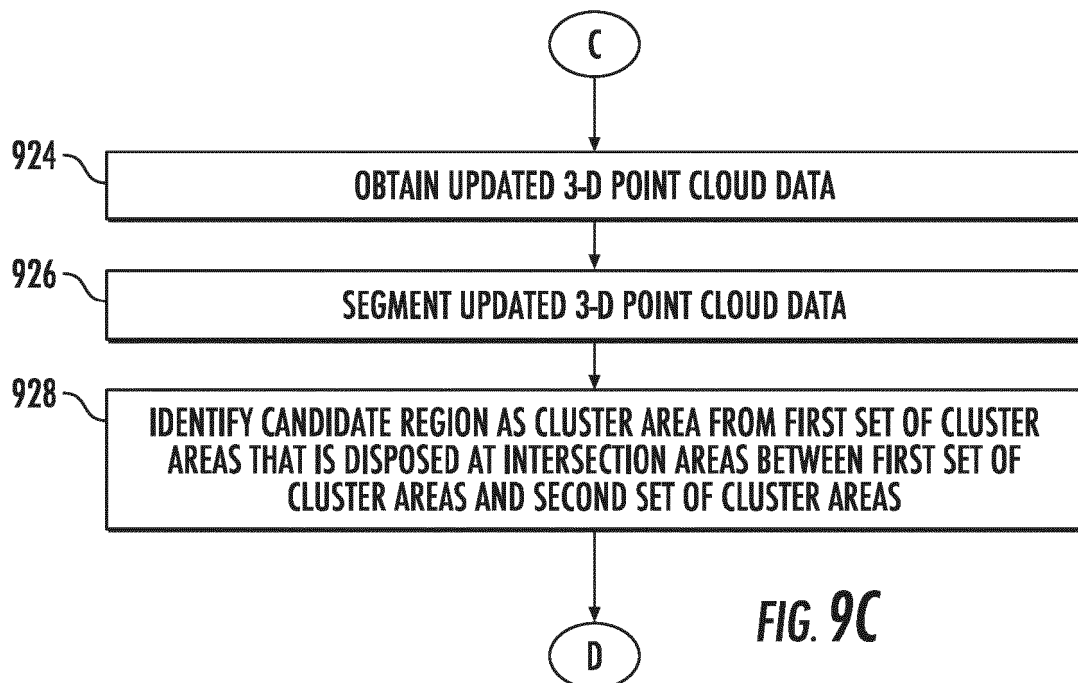 C
924
OBTAIN UPDATED 3-D POINT CLOUD DATA
926
SEGMENT UPDATED 3-D POINT CLOUD DATA
928
IDENTIFY CANDIDATE REGION AS CLUSTER AREA FROM FIRST SET OF CLUSTER
AREAS THAT IS DISPOSED AT INTERSECTION AREAS BETWEEN FIRST SET OF
CLUSTER AREAS AND SECOND SET OF CLUSTER AREAS
FIG. 9C
D